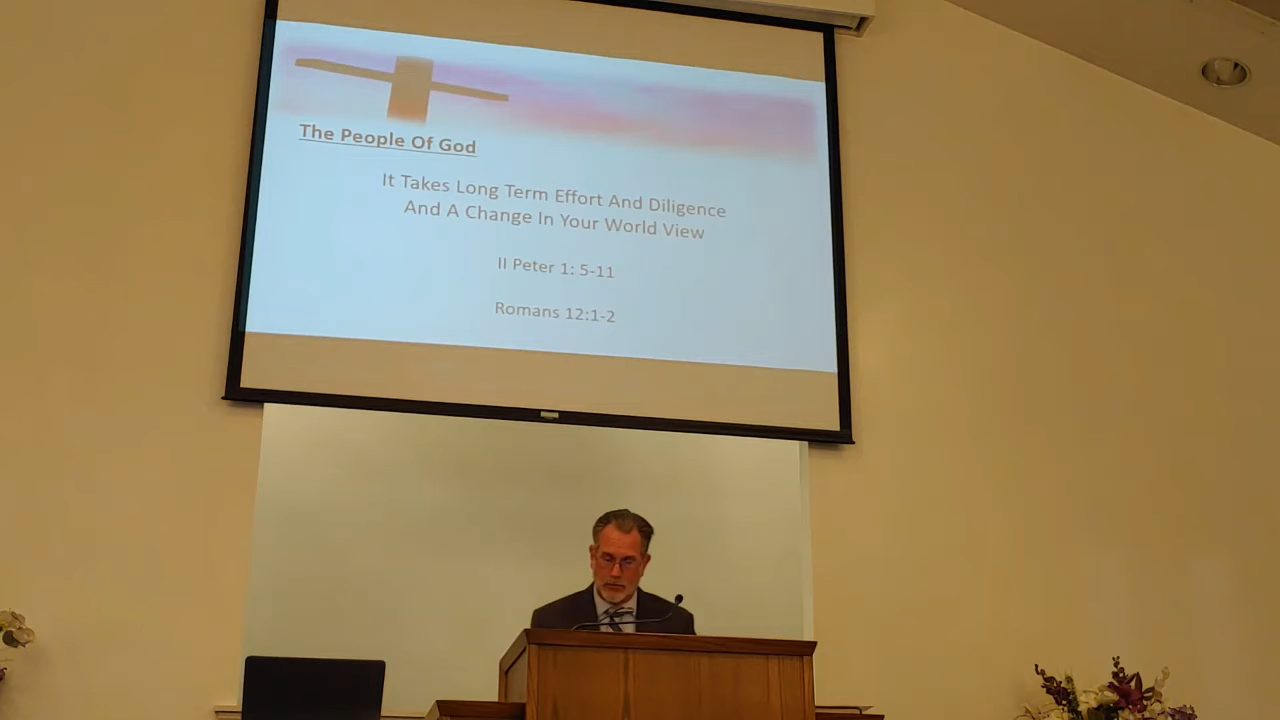 The People Of God
It Takes Long Term Effort And Diligence
And A Change In Your World View
II Peter 1: 5-11
Romans 12:1-2